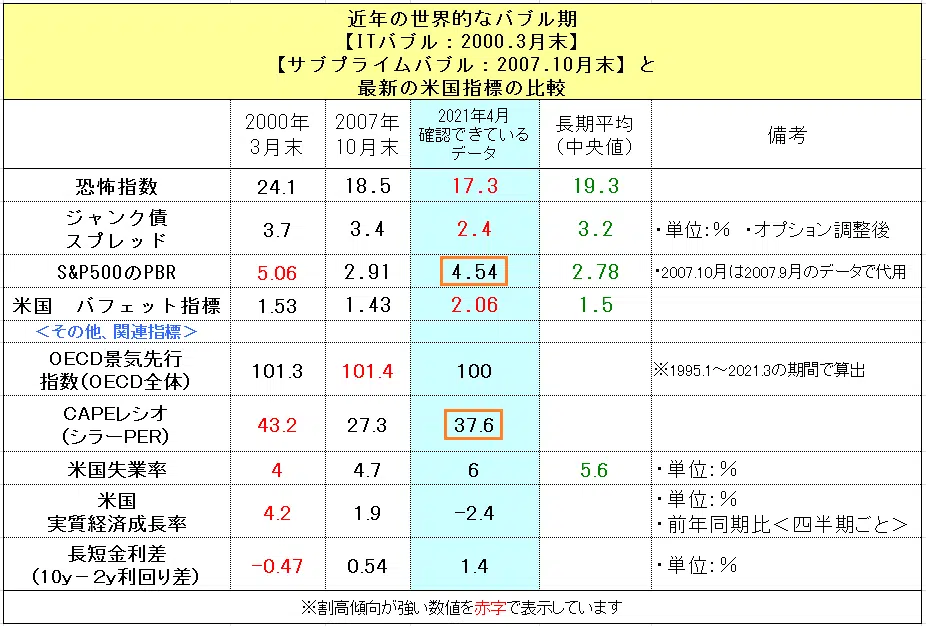 近年の世界的なバブル期
【ITバブル：2000.3月末】
【サブプライムバブル：2007.10月末】と
最新の米国指標の比較
2000年
3月末
2007年
10月末
2021年4月
確認できている
データ
長期平均
（中央値）
備考
恐怖指数 24.1 18.5 17.3 19.3
ジャンク債
スプレッド 3.7 3.4 2.4 3.2 ・単位：％ ・オプション調整後
S&P500のPBR 5.06 2.91 4.54 2.78 ・2007.10月は2007.9月のデータで代用
米国　バフェット指標 1.53 1.43 2.06 1.5
＜その他、関連指標＞
OECD景気先行
指数（OECD全体） 101.3 101.4 100 ※1995.1～2021.3の期間で算出
CAPEレシオ
（シラーPER） 43.2 27.3 37.6
米国失業率 4 4.7 6 5.6 ・単位：％
米国
実質経済成長率 4.2 1.9 −2.4 ・単位：％
・前年同期比＜四半期ごと＞
長短金利差
（10y－2y利回り差） −0.47 0.54 1.4 ・単位：％
※割高傾向が強い数値を赤字で表示しています